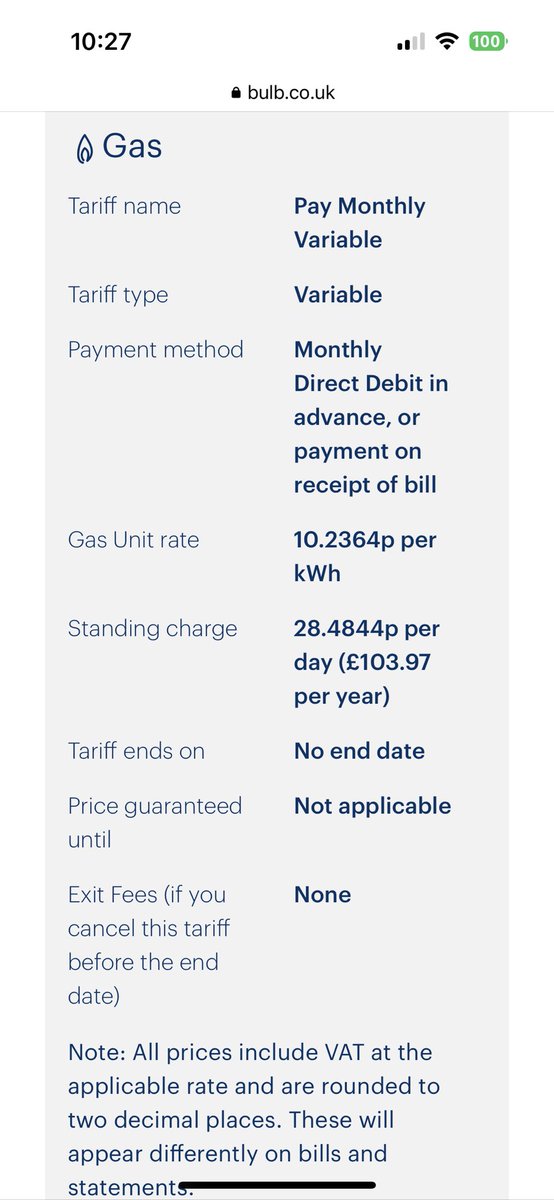 10:27
100
bulb.co.uk
Gas
Tariff name
Pay Monthly
Variable
Tariff type
Variable
Payment method
Monthly
Direct Debit in
advance, or
payment on
receipt of bill
Gas Unit rate
10.2364p per
kWh
Standing charge
28.4844p per
day (£103.97
per year)
Tariff ends on
No end date
Price guaranteed
until
Not applicable
Exit Fees (if you
cancel this tariff
before the end
date)
None
Note: All prices include VAT at the
applicable rate and are rounded to
two decimal places. These will
appear differently on bills and
statements.